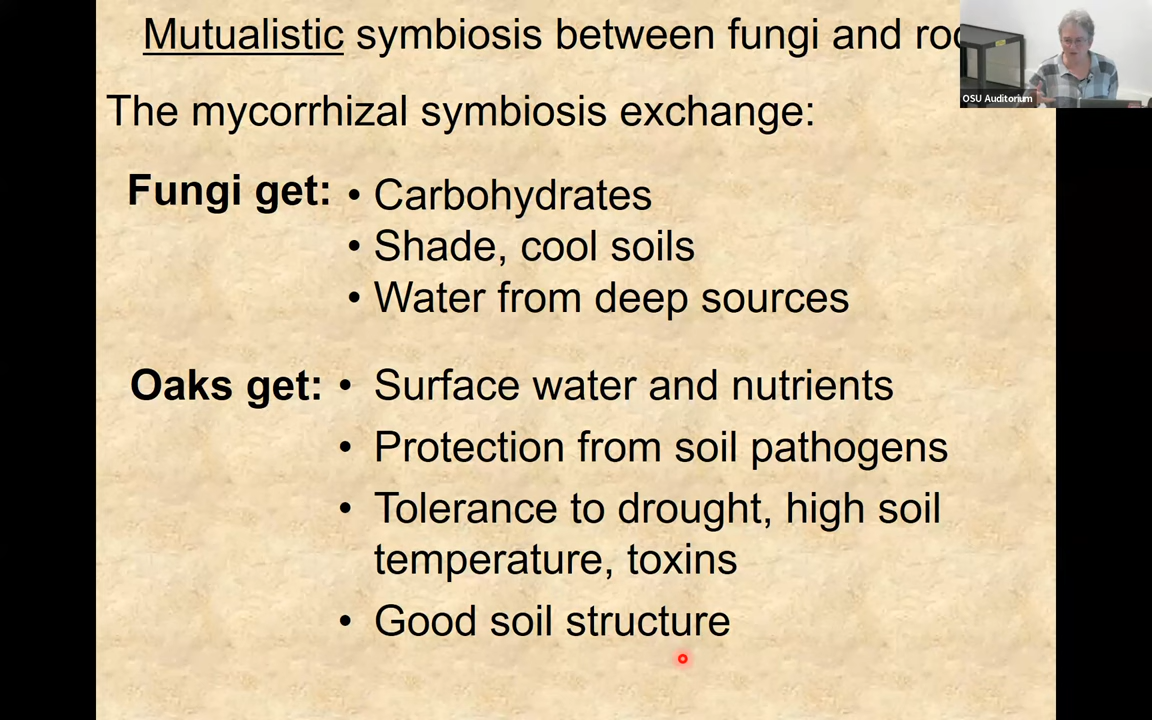 Mutualistic symbiosis between fungi and
OSU Auditorium
The mycorrhizal symbiosis exchange:
Fungi get: • Carbohydrates
• Shade, cool soils
• Water from deep sources
Oaks get: • Surface water and nutrients
• Protection from soil pathogens
• Tolerance to drought, high soil
temperature, toxins
• Good soil structure